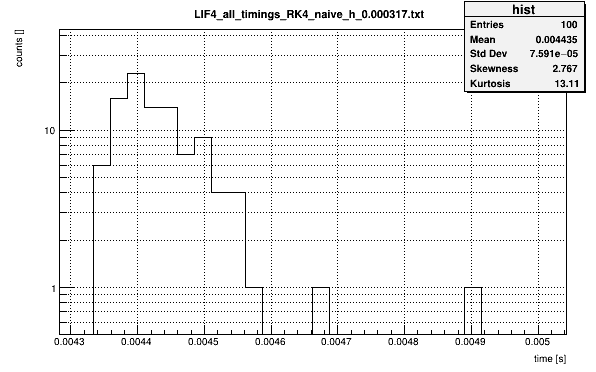 LIF4_all_timings_RK4_naive_h_0.000317.txt
hist
Entries 100
Mean 0.004435
Std Dev 7.591e−05
Skewness 2.767
Kurtosis 13.11
counts []
10
1
0.0043 0.0044 0.0045 0.0046 0.0047 0.0048 0.0049 0.005
time [s]